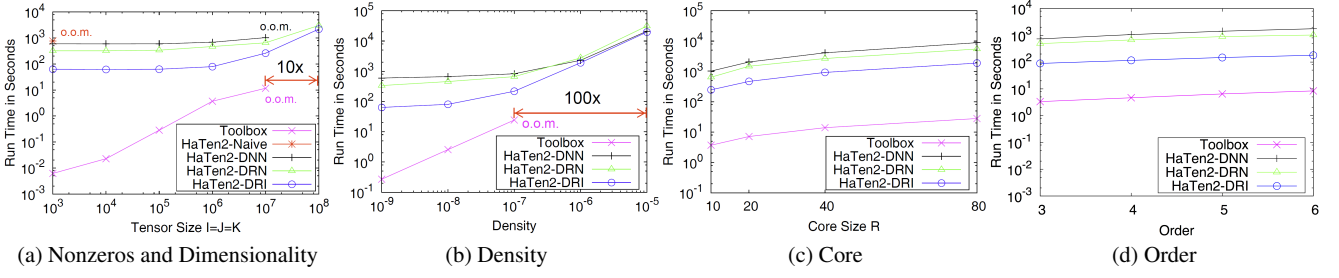 10^4
10^3
10^2
10^1
10^0
10^-1
10^-2
10^-3
Run Time in Seconds
o.o.m.
o.o.m.
10x
o.o.m.
Toolbox
HaTen2-Naive
HaTen2-DNN
HaTen2-DRN
HaTen2-DRI
10^3 10^4 10^5 10^6 10^7 10^8
Tensor Size I=J=K
(a) Nonzeros and Dimensionality
10^5
10^4
10^3
10^2
10^1
10^0
10^-1
Run Time in Seconds
100x
o.o.m.
Toolbox
HaTen2-DNN
HaTen2-DRN
HaTen2-DRI
10^-9 10^-8 10^-7 10^-6 10^-5
Density
(b) Density
10^5
10^4
10^3
10^2
10^1
10^0
10^-1
Run Time in Seconds
Toolbox
HaTen2-DNN
HaTen2-DRN
HaTen2-DRI
10 20 40 80
Core Size R
(c) Core
10^4
10^3
10^2
10^1
10^0
10^-1
10^-2
10^-3
Run Time in Seconds
Toolbox
HaTen2-DNN
HaTen2-DRN
HaTen2-DRI
3 4 5 6
Order
(d) Order